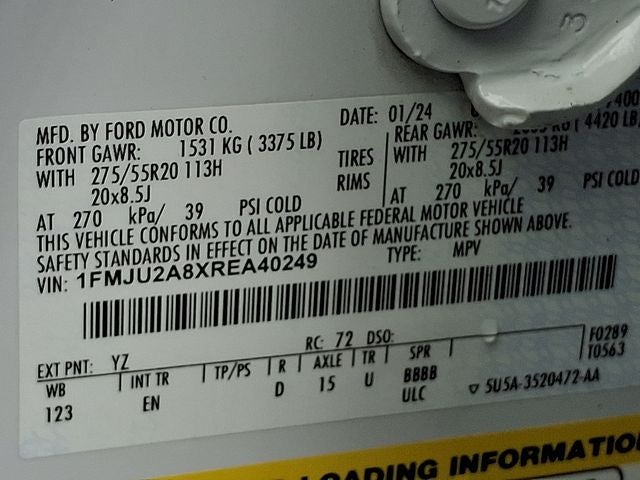 MFD. BY FORD MOTOR CO.
DATE: 01/24
FRONT GAWR: 1531 KG ( 3375 LB)
REAR GAWR: KG ( 4420 LB
WITH 275/55R20 113H TIRES WITH 275/55R20 113H
20x8.5J RIMS 20x8.5J
AT 270 kPa/ 39 PSI COLD AT 270 kPa/ 39 PSI COLD
THIS VEHICLE CONFORMS TO ALL APPLICABLE FEDERAL MOTOR VEHICLE
SAFETY STANDARDS IN EFFECT ON THE DATE OF MANUFACTURE SHOWN ABOVE.
VIN: 1FMJU2A8XREA40249 TYPE: MPV
F0289
T0563
EXT PNT: YZ RC: 72 DSO:
WB INT TR TP/PS R AXLE TR SPR
123 EN D 15 U BBBB
ULC ▽ 5U5A-3520472-AA
LOADING INFORMATIO